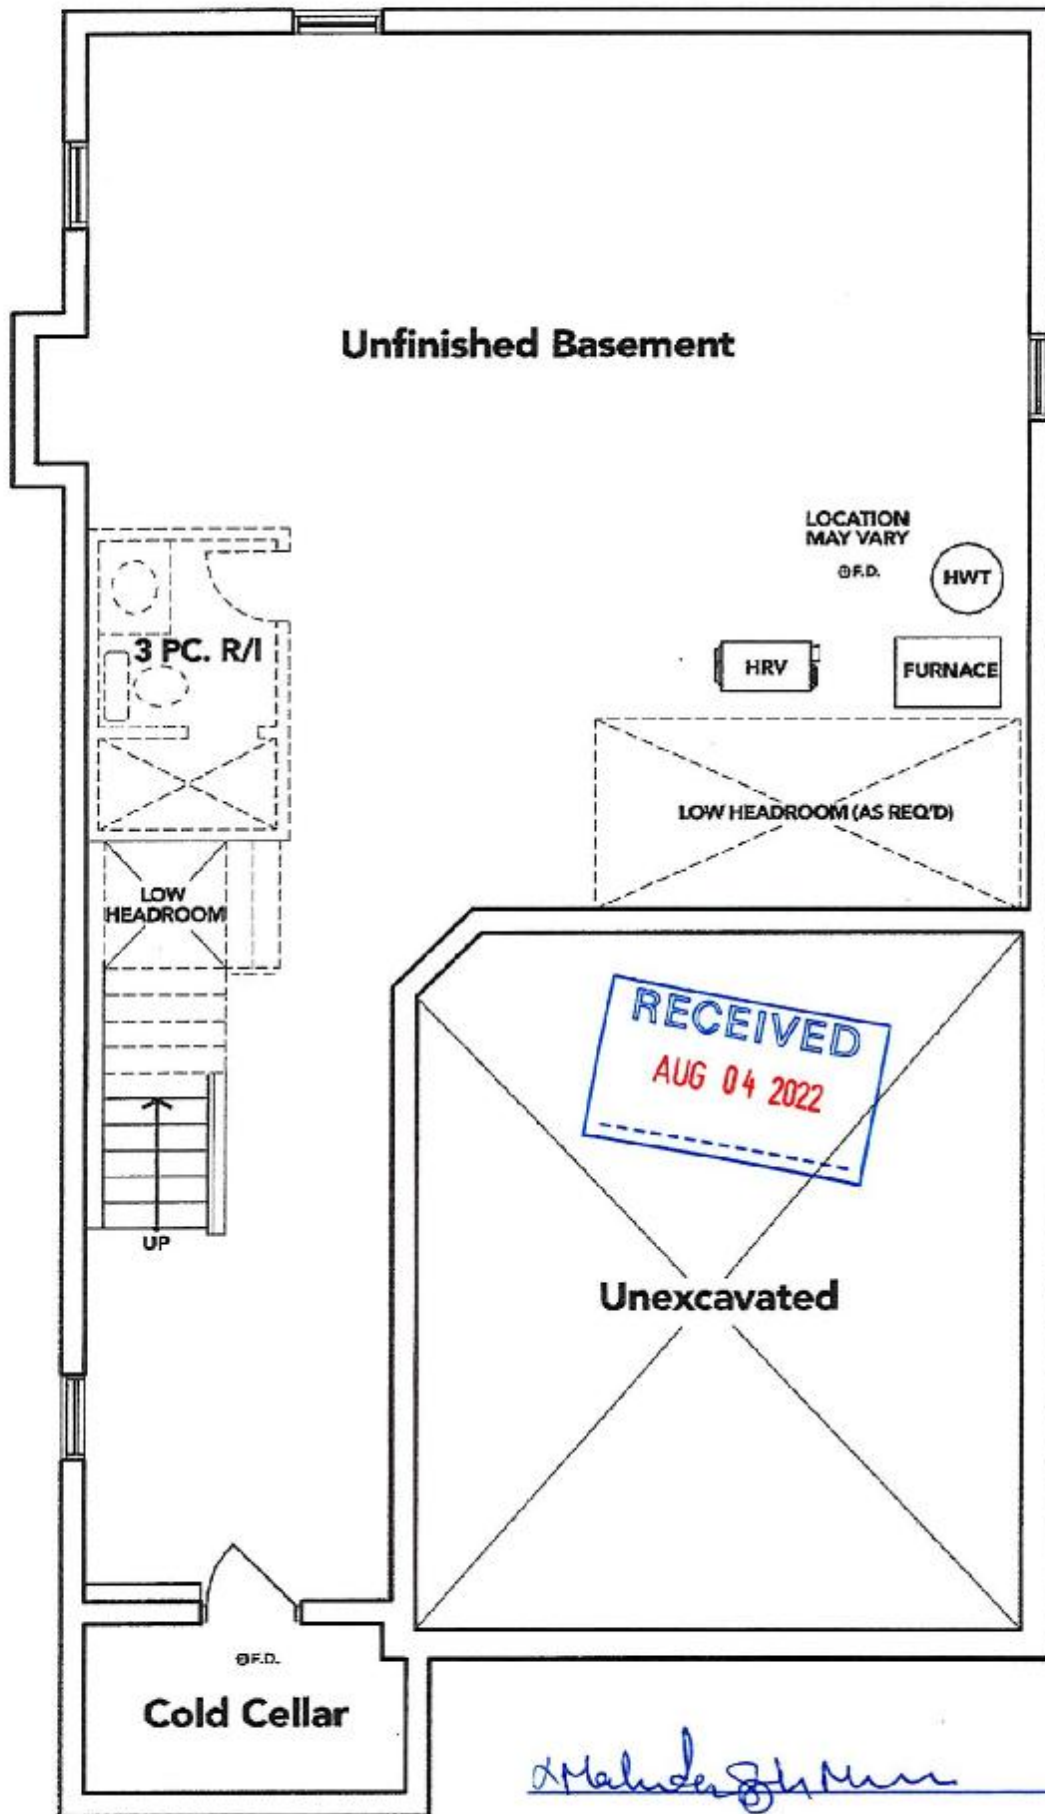 Unfinished Basement
LOCATION
MAY VARY
F.D.
HWT
3 PC. R/I
HRV
FURNACE
LOW HEADROOM (AS REQ'D)
LOW
HEADROOM
RECEIVED
AUG 04 2022
UP
Unexcavated
F.D.
Cold Cellar